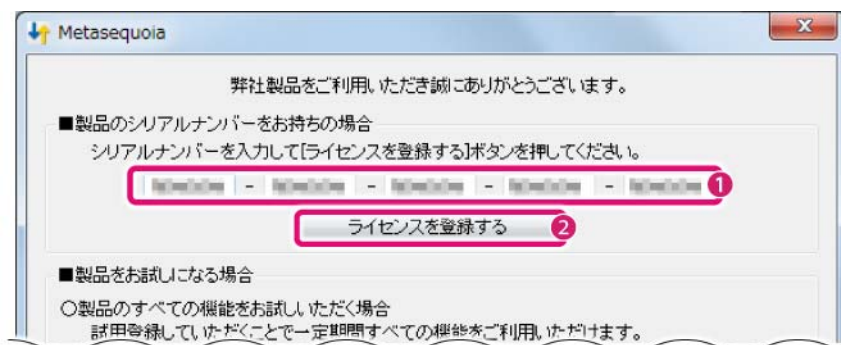 Metasequoia
弊社製品をご利用いただき誠にありがとうございます。
■製品のシリアルナンバーをお持ちの場合
シリアルナンバーを入力して[ライセンスを登録する]ボタンを押してください。
- - - - ❶
ライセンスを登録する ❷
■製品をお試しになる場合
○製品のすべての機能をお試しいただく場合
試用登録していただくことで一定期間すべての機能をご利用いただけます。